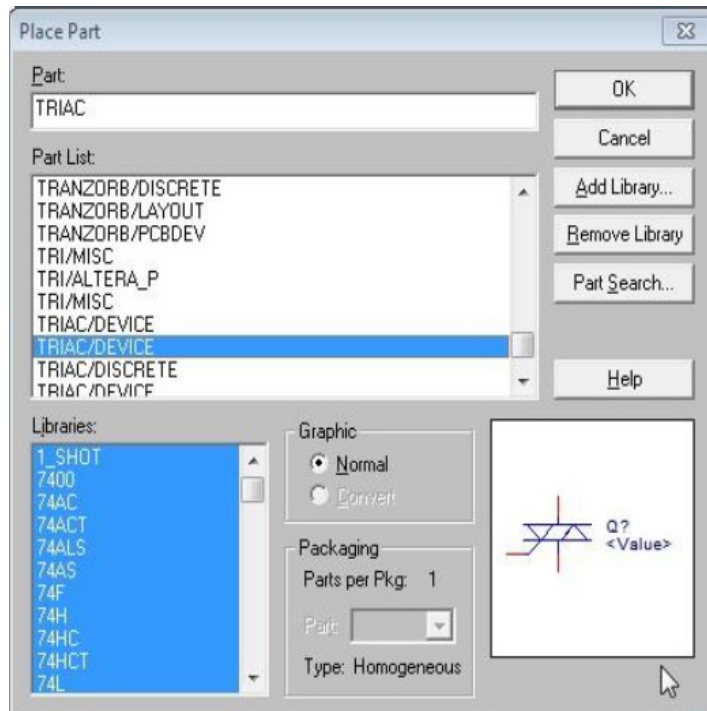 Place Part
Part:
TRIAC
Part List:
TRANZORB/DISCRETE
TRANZORB/LAYOUT
TRANZORB/PCBDEV
TRI/MISC
TRI/ALTERA_P
TRI/MISC
TRIAC/DEVICE
TRIAC/DEVICE
TRIAC/DISCRETE
TRIAC/DEVICE
OK
Cancel
Add Library...
Remove Library
Part Search...
Help
Libraries:
1_SHOT
7400
74AC
74ACT
74ALS
74AS
74F
74H
74HC
74HCT
74L
Graphic
Normal
Convert
Packaging
Parts per Pkg: 1
Part:
Type: Homogeneous
Q?
<Value>